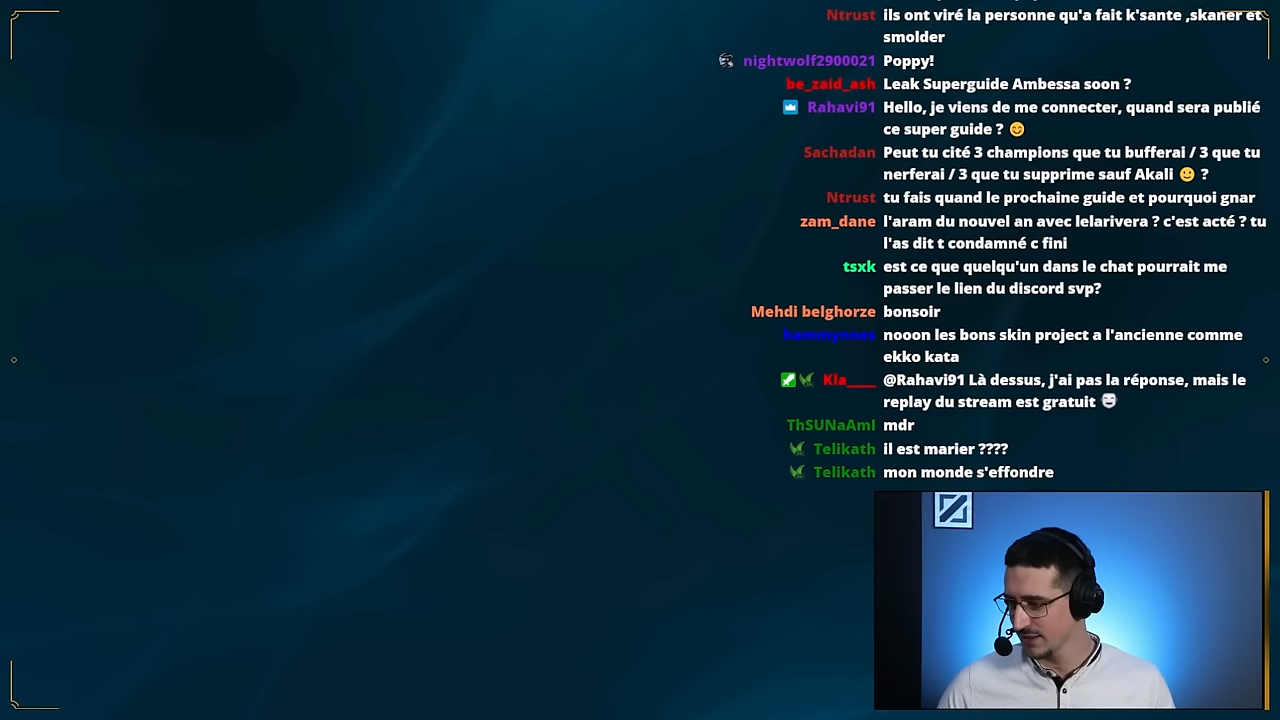 Ntrust ils ont viré la personne qu'a fait k'sante ,skaner et
smolder
nightwolf2900021 Poppy!
be_zaid_ash Leak Superguide Ambessa soon ?
Rahavi91 Hello, je viens de me connecter, quand sera publié
ce super guide ? 😊
Sachadan Peut tu cité 3 champions que tu bufferai / 3 que tu
nerferai / 3 que tu supprime sauf Akali 🙂 ?
Ntrust tu fais quand le prochaine guide et pourquoi gnar
zam_dane l'aram du nouvel an avec lelarivera ? c'est acté ? tu
l'as dit t condamné c fini
tsxk est ce que quelqu'un dans le chat pourrait me
passer le lien du discord svp?
Mehdi belghorze bonsoir
hammynnes nooon les bons skin project a l'ancienne comme
ekko kata
Kla____ @Rahavi91 Là dessus, j'ai pas la réponse, mais le
replay du stream est gratuit
ThSUNaAmI mdr
Telikath il est marier ????
Telikath mon monde s'effondre